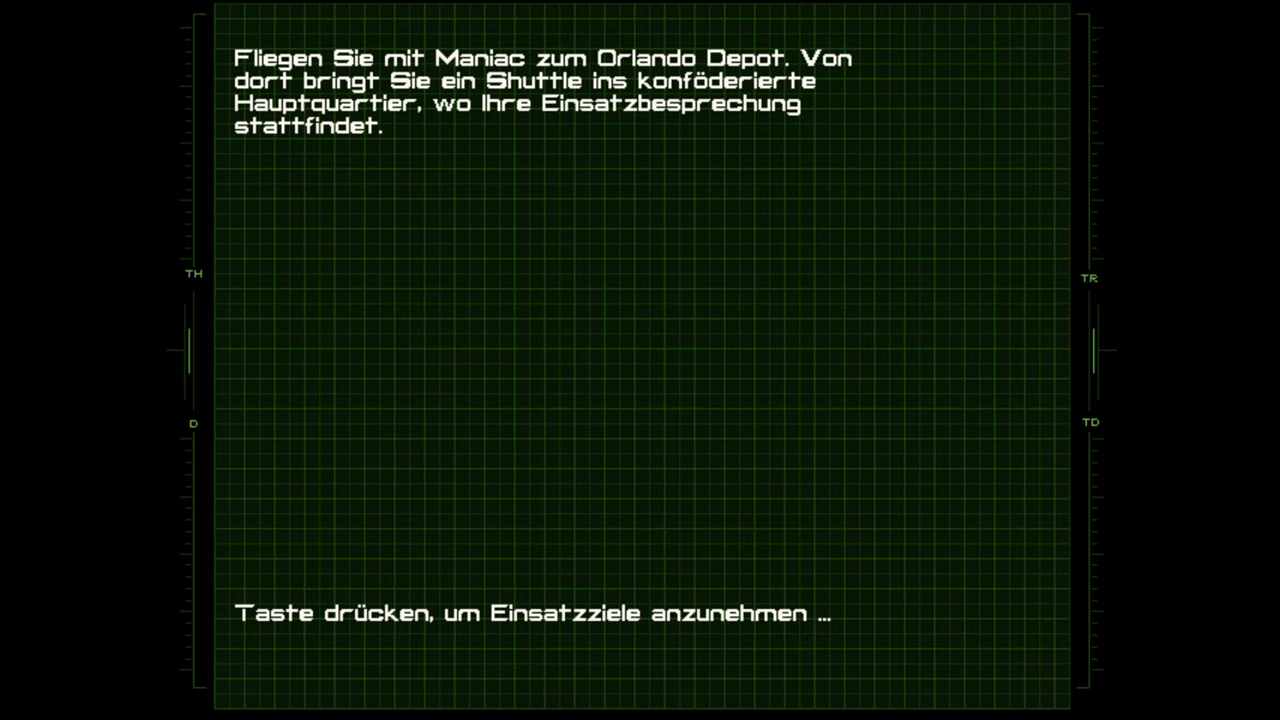 Fliegen Sie mit Maniac zum Orlando Depot. Von
dort bringt Sie ein Shuttle ins konföderierte
Hauptquartier, wo Ihre Einsatzbesprechung
stattfindet.
TH
TR
D
TD
Taste drücken, um Einsatzziele anzunehmen ...